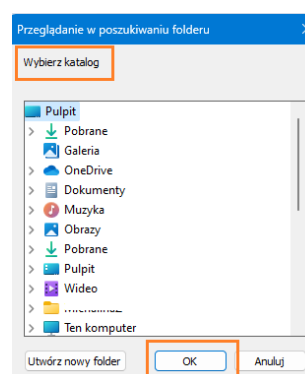 Przeglądanie w poszukiwaniu folderu
Wybierz katalog
Pulpit
Pobrane
Galeria
OneDrive
Dokumenty
Muzyka
Obrazy
Pobrane
Pulpit
Wideo
Ten komputer
Utwórz nowy folder OK Anuluj